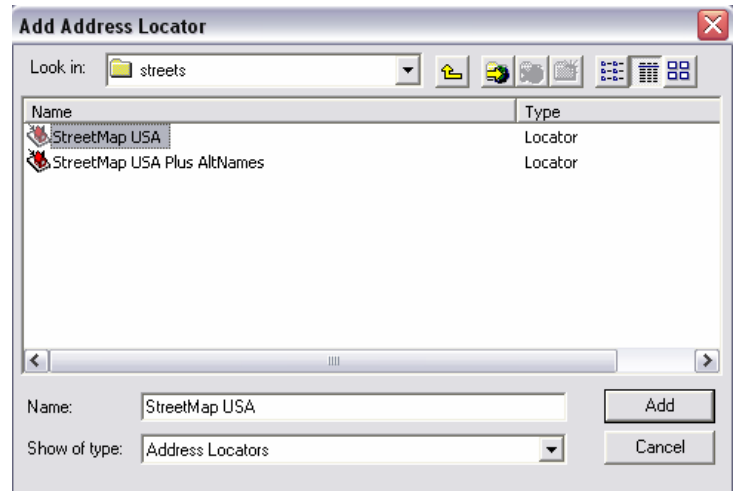 Add Address Locator
Look in: streets
Name Type
StreetMap USA Locator
StreetMap USA Plus AltNames Locator
Name: StreetMap USA Add
Show of type: Address Locators Cancel